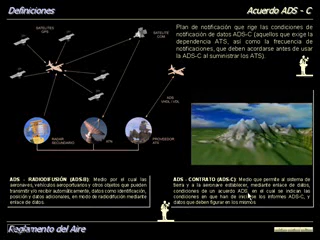 Definiciones
Acuerdo ADS - C
Plan de notificación que rige las condiciones de
notificación de datos ADS-C (aquellos que exige la
dependencia ATS, así como la frecuencia de
notificaciones, que deben acordarse antes de usar
la ADS-C al suministrar los ATS).
SATELITES
GPS
SATELITE
COM
ADS
RADAR
SECUNDARIO
ATN
PROVEEDOR
ATS
ADS - RADIODIFUSIÓN (ADS-B): Medio por el cual las
aeronaves, vehículos aeroportuarios y otros objetos pueden
transmitir y/o recibir automáticamente, datos como identificación,
posición y datos adicionales, en modo de radiodifusión mediante
enlace de datos.
ADS - CONTRATO (ADS-C): Medio que permite al sistema de
tierra y a la aeronave establecer, mediante enlace de datos,
condiciones de un acuerdo ADS, en el cual se indican las
condiciones en que han de iniciarse los informes ADS-C, y
datos que deben figurar en los mismos.
Reglamento del Aire